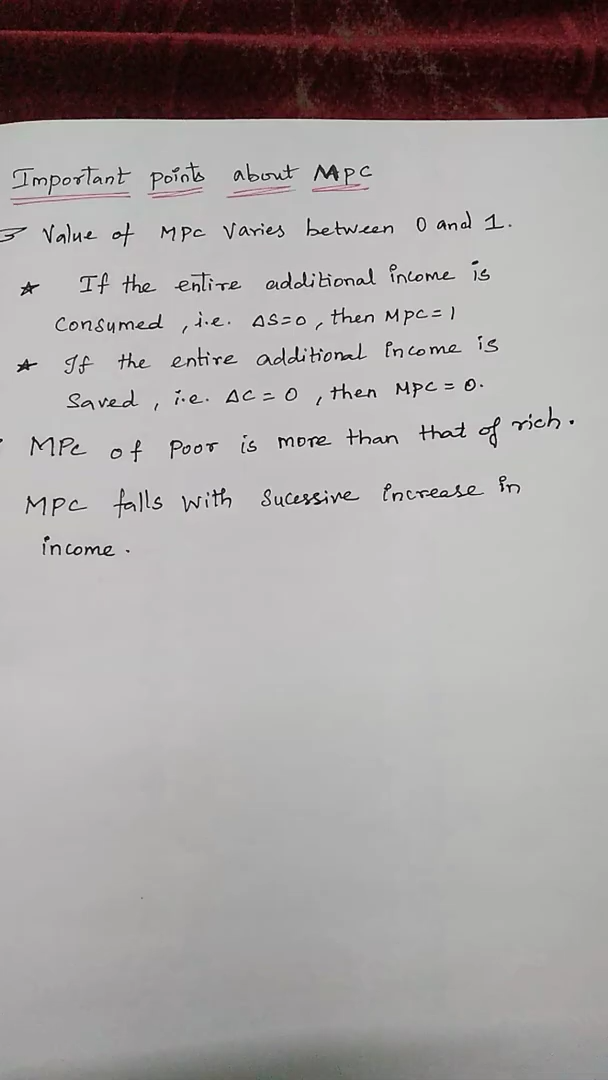 Important points about MPC
Value of MPC Varies between 0 and 1.
★ If the entire additional income is
Consumed, i.e. ΔS=0, then MPC=1
★ If the entire additional income is
Saved, i.e. ΔC=0, then MPC=0.
MPC of Poor is more than that of rich.
MPC falls with Sucessive increase in
income.